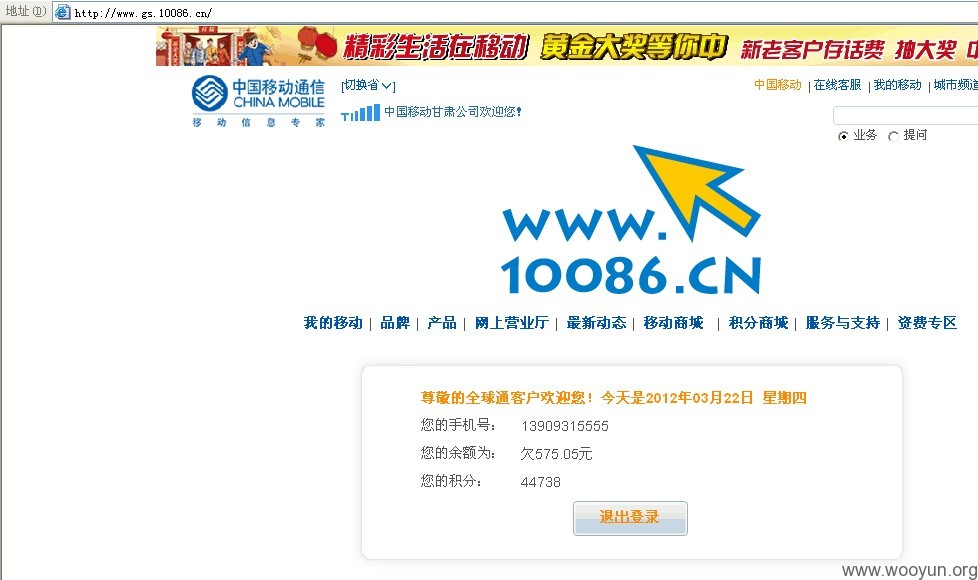 地址(D) http://www.gs.10086.cn/
精彩生活在移动 黄金大奖等你中 新老客户存话费 抽大奖
中国移动通信
CHINA MOBILE
移动信息专家
[切换省]
中国移动 | 在线客服 | 我的移动 | 城市频道
中国移动甘肃公司欢迎您!
业务 提问
www.
10086.CN
我的移动 | 品牌 | 产品 | 网上营业厅 | 最新动态 | 移动商城 | 积分商城 | 服务与支持 | 资费专区
尊敬的全球通客户欢迎您！今天是2012年03月22日 星期四
您的手机号： 13909315555
您的余额为： 欠575.05元
您的积分： 44738
退出登录
www.wooyun.org